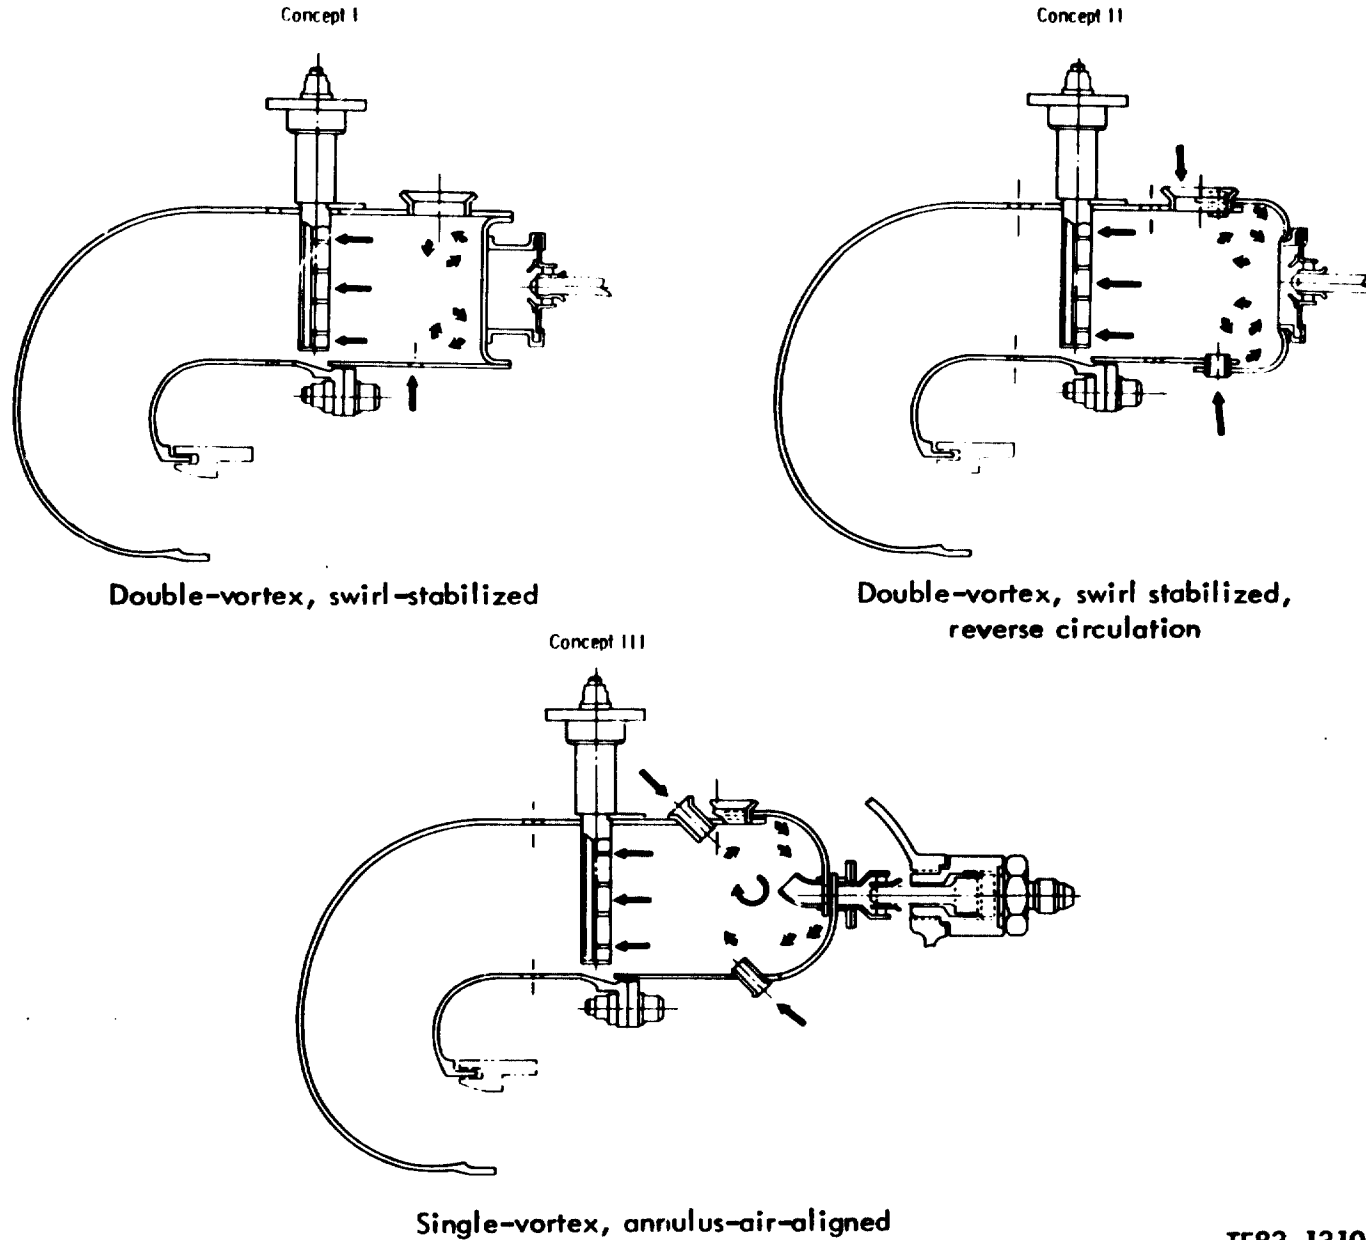 Concept I
Concept II
Double-vortex, swirl-stabilized
Double-vortex, swirl stabilized,
reverse circulation
Concept III
Single-vortex, annulus-air-aligned